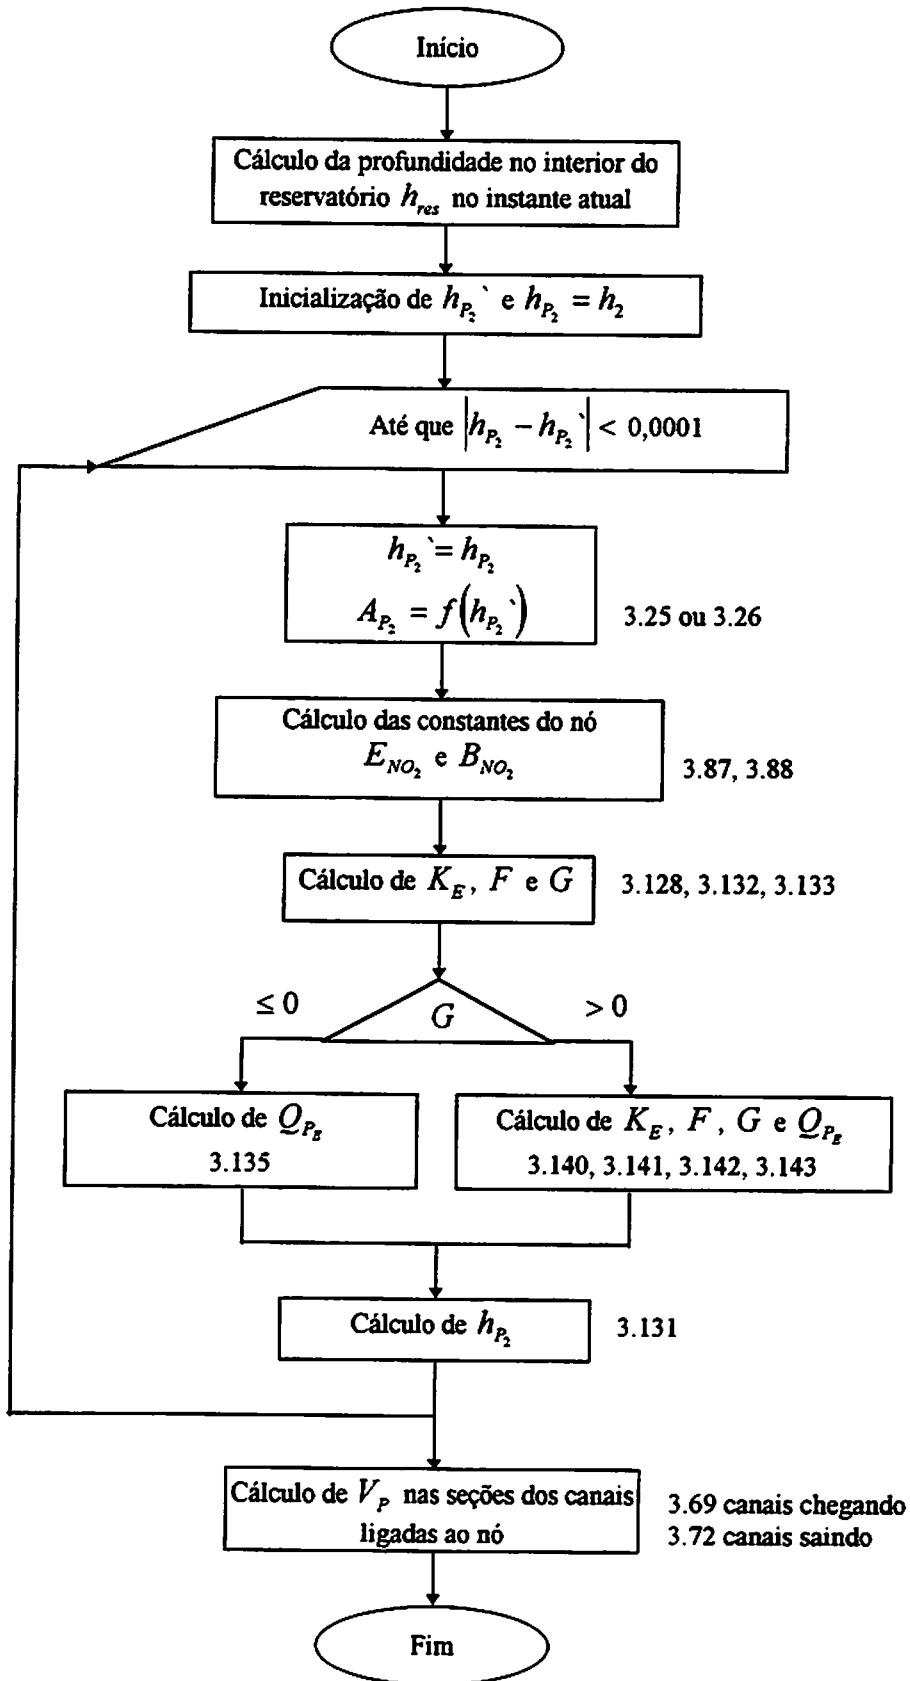 Início
Cálculo da profundidade no interior do
reservatório h_res no instante atual
Inicialização de h_P₂` e h_P₂ = h₂
Até que |h_P₂ − h_P₂`| < 0,0001
h_P₂` = h_P₂
A_P₂ = f(h_P₂`)
3.25 ou 3.26
Cálculo das constantes do nó
E_NO₂ e B_NO₂
3.87, 3.88
Cálculo de K_E, F e G
3.128, 3.132, 3.133
≤ 0
G
> 0
Cálculo de Q_P_E
3.135
Cálculo de K_E, F, G e Q_P_E
3.140, 3.141, 3.142, 3.143
Cálculo de h_P₂
3.131
Cálculo de V_P nas seções dos canais
ligadas ao nó
3.69 canais chegando
3.72 canais saindo
Fim